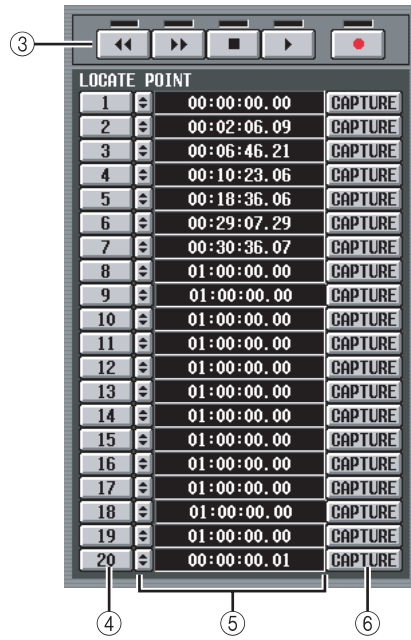 ③
LOCATE POINT
1 00:00:00.00 CAPTURE
2 00:02:06.09 CAPTURE
3 00:06:46.21 CAPTURE
4 00:10:23.06 CAPTURE
5 00:18:36.06 CAPTURE
6 00:29:07.29 CAPTURE
7 00:30:36.07 CAPTURE
8 01:00:00.00 CAPTURE
9 01:00:00.00 CAPTURE
10 01:00:00.00 CAPTURE
11 01:00:00.00 CAPTURE
12 01:00:00.00 CAPTURE
13 01:00:00.00 CAPTURE
14 01:00:00.00 CAPTURE
15 01:00:00.00 CAPTURE
16 01:00:00.00 CAPTURE
17 01:00:00.00 CAPTURE
18 01:00:00.00 CAPTURE
19 01:00:00.00 CAPTURE
20 00:00:00.01 CAPTURE
④ ⑤ ⑥